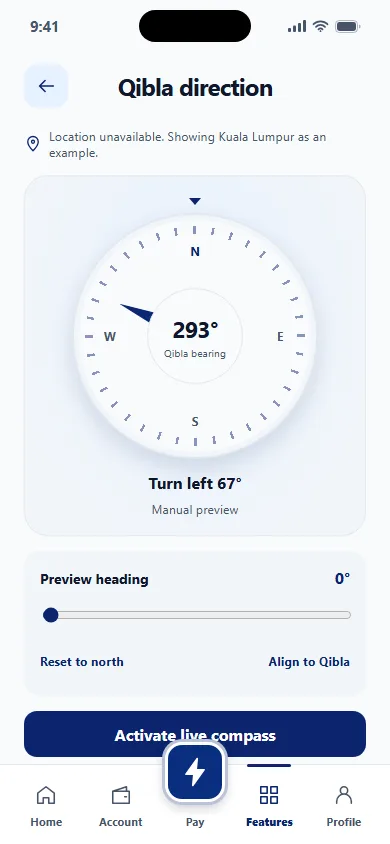 9:41
Qibla direction
Location unavailable. Showing Kuala Lumpur as an
example.
N
W
293°
E
Qibla bearing
S
Turn left 67°
Manual preview
Preview heading
0°
Reset to north
Align to Qibla
Activate live compass
Home
Account
Pay
Features
Profile